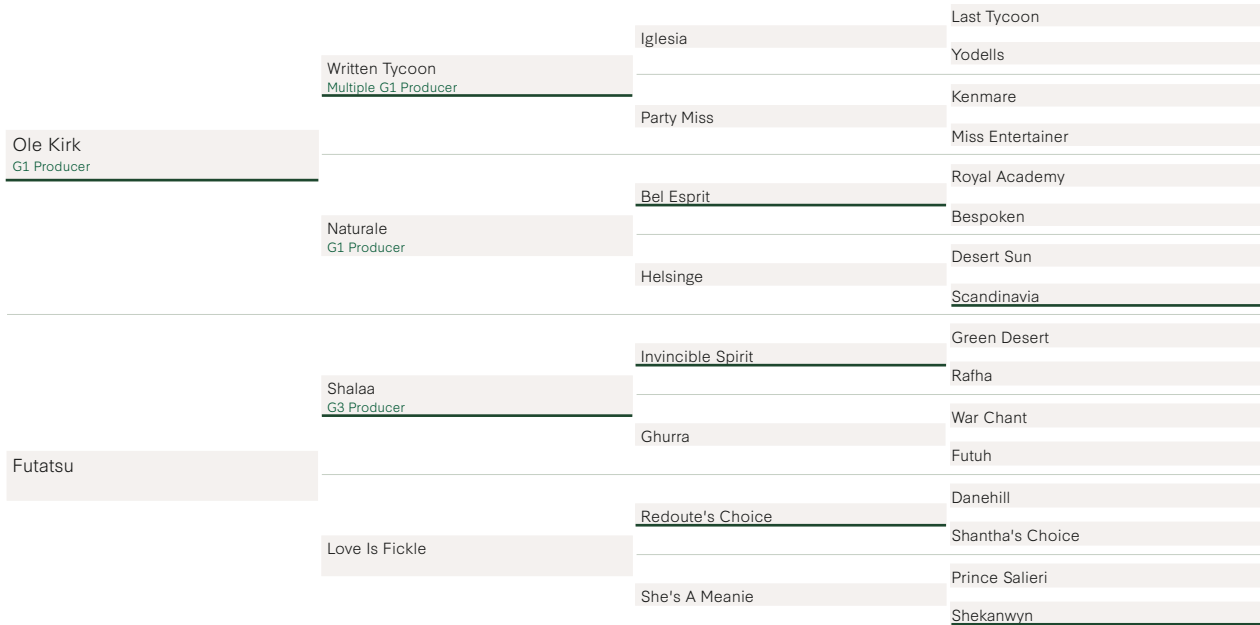 Ole Kirk
G1 Producer
Futatsu
Written Tycoon
Multiple G1 Producer
Naturale
G1 Producer
Shalaa
G3 Producer
Love Is Fickle
Iglesia
Party Miss
Bel Esprit
Helsinge
Invincible Spirit
Ghurra
Redoute's Choice
She's A Meanie
Last Tycoon
Yodells
Kenmare
Miss Entertainer
Royal Academy
Bespoken
Desert Sun
Scandinavia
Green Desert
Rafha
War Chant
Futuh
Danehill
Shantha's Choice
Prince Salieri
Shekanwyn